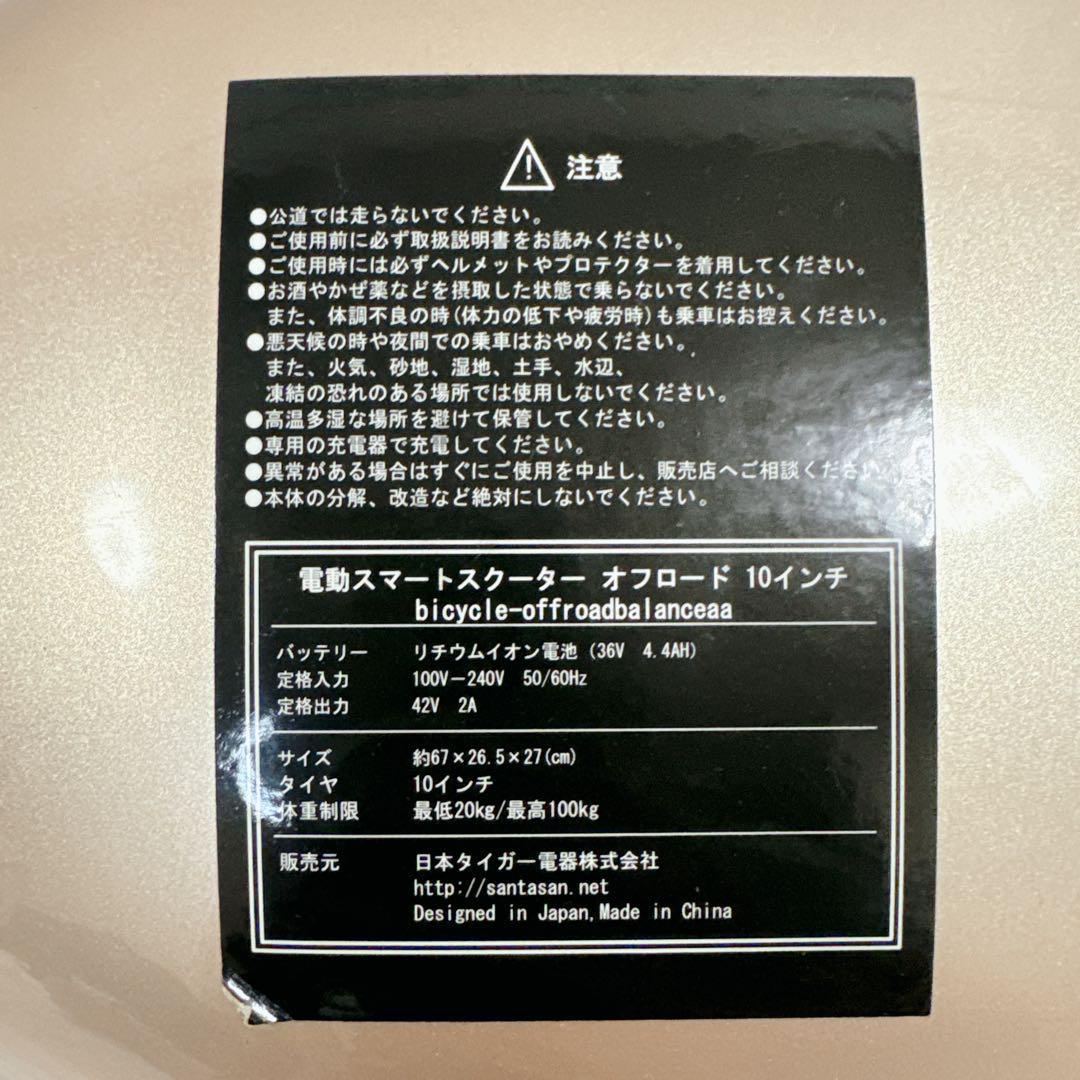 注意
●公道では走らないでください。
●ご使用前に必ず取扱説明書をお読みください。
●ご使用時には必ずヘルメットやプロテクターを着用してください。
●お酒やかぜ薬などを摂取した状態で乗らないでください。
また、体調不良の時(体力の低下や疲労時)も乗車はお控えください。
●悪天候の時や夜間での乗車はおやめください。
また、火気、砂地、湿地、土手、水辺、
凍結の恐れのある場所では使用しないでください。
●高温多湿な場所を避けて保管してください。
●専用の充電器で充電してください。
●異常がある場合はすぐにご使用を中止し、販売店へご相談ください。
●本体の分解、改造など絶対にしないでください。
電動スマートスクーター オフロード 10インチ
bicycle-offroadbalanceaa
バッテリー リチウムイオン電池 (36V 4.4AH)
定格入力 100V－240V 50/60Hz
定格出力 42V 2A
サイズ 約67×26.5×27(cm)
タイヤ 10インチ
体重制限 最低20kg/最高100kg
販売元 日本タイガー電器株式会社
http://santasan.net
Designed in Japan,Made in China